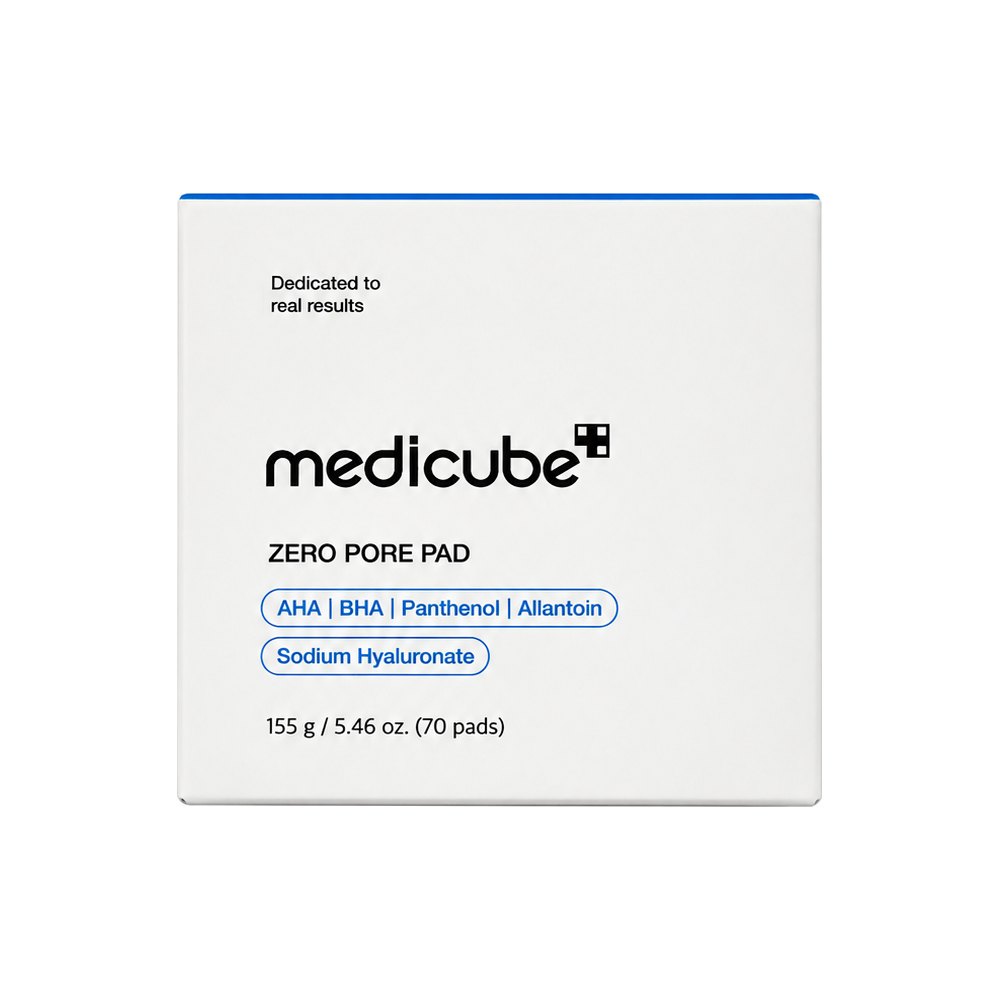 Dedicated to
real results
medicube
ZERO PORE PAD
AHA | BHA | Panthenol | Allantoin
Sodium Hyaluronate
155 g / 5.46 oz. (70 pads)